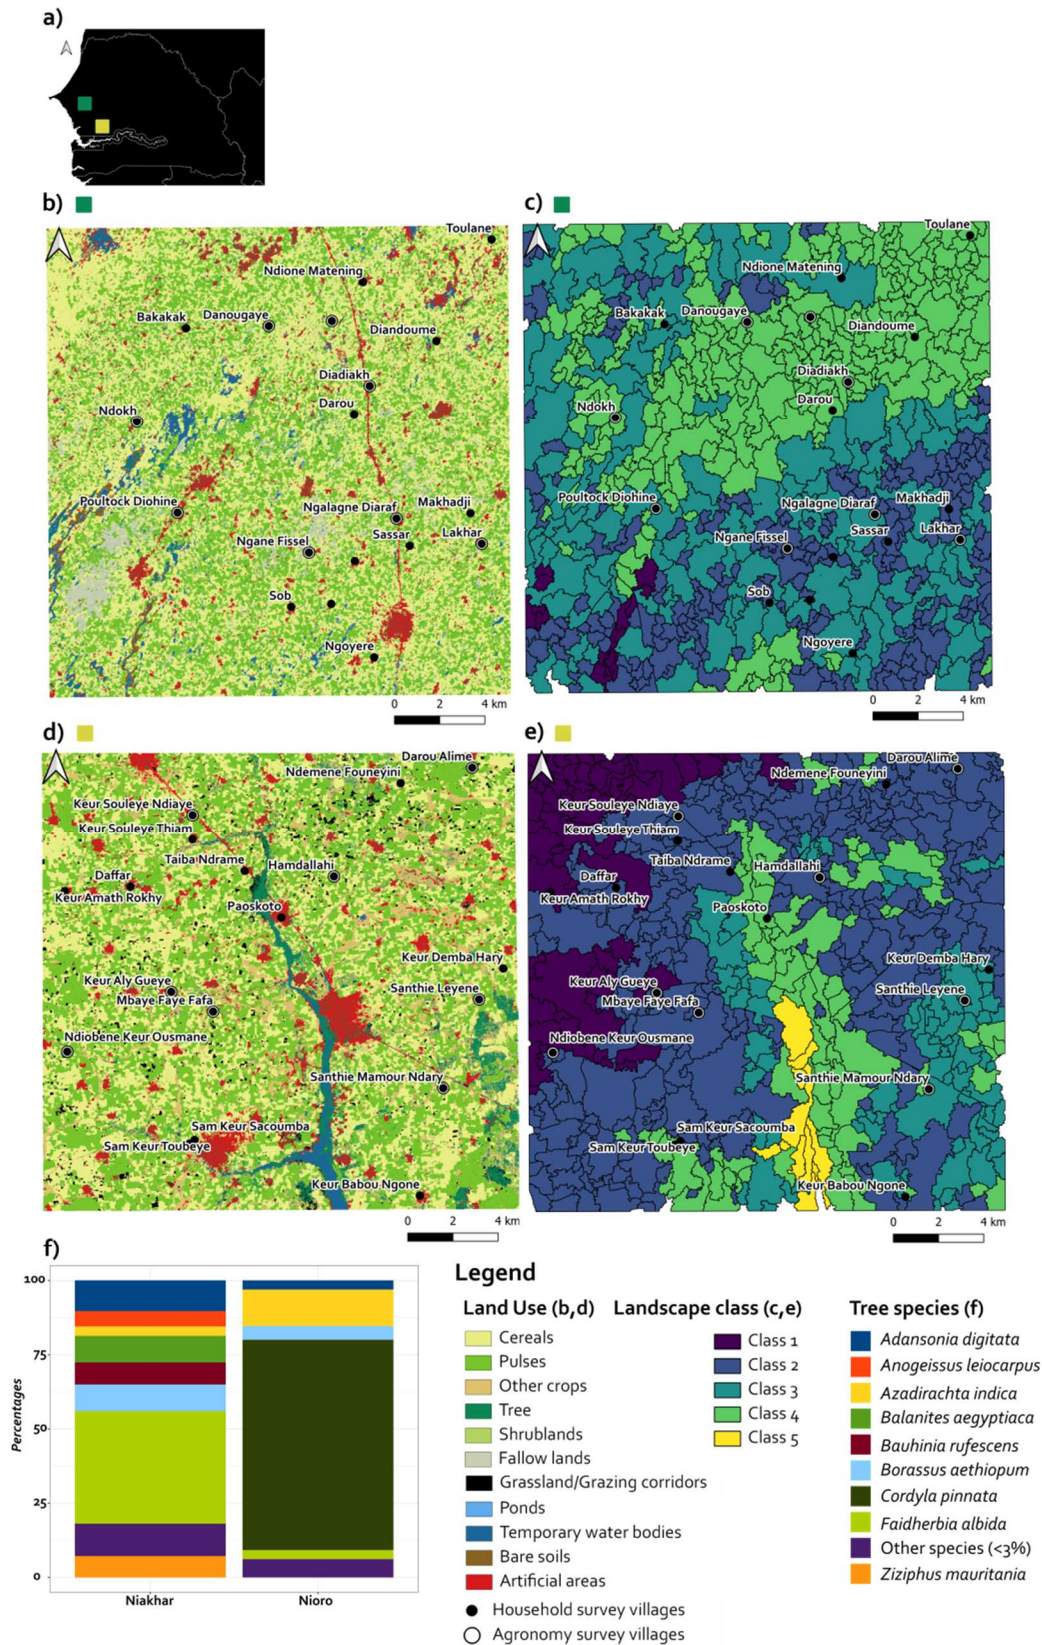 a)
b)
c)
Toulane
Ndione Matening
Bakakak
Danougaye
Diandoume
Diadiakh
Darou
Ndokh
Poultock Diohine
Ngalagne Diaraf
Makhadji
Ngane Fissel
Sassar
Lakhar
Sob
Ngoyere
0 2 4 km
Toulane
Ndione Matening
Bakakak
Danougaye
Diandoume
Diadiakh
Darou
Ndokh
Poultock Diohine
Ngalagne Diaraf
Makhadji
Ngane Fissel
Sassar
Lakhar
Sob
Ngoyere
0 2 4 km
d)
e)
Darou Alime
Ndemene Founeyini
Keur Souleye Ndiaye
Keur Souleye Thiam
Taiba Ndrame
Hamdallahi
Daffar
Keur Amath Rokhy
Paoskoto
Keur Demba Hary
Keur Aly Gueye
Santhie Leyene
Mbaye Faye Fafa
Ndiobene Keur Ousmane
Santhie Mamour Ndary
Sam Keur Sacoumba
Sam Keur Toubeye
Keur Babou Ngone
0 2 4 km
Darou Alime
Ndemene Founeyini
Keur Souleye Ndiaye
Keur Souleye Thiam
Taiba Ndrame
Hamdallahi
Daffar
Keur Amath Rokhy
Paoskoto
Keur Demba Hary
Keur Aly Gueye
Santhie Leyene
Mbaye Faye Fafa
Ndiobene Keur Ousmane
Santhie Mamour Ndary
Sam Keur Sacoumba
Sam Keur Toubeye
Keur Babou Ngone
0 2 4 km
f)
Percentages
100
75
50
25
0
Niakhar
Nioro
Legend
Land Use (b,d)
Cereals
Pulses
Other crops
Tree
Shrublands
Fallow lands
Grassland/Grazing corridors
Ponds
Temporary water bodies
Bare soils
Artificial areas
Household survey villages
Agronomy survey villages
Landscape class (c,e)
Class 1
Class 2
Class 3
Class 4
Class 5
Tree species (f)
Adansonia digitata
Anogeissus leiocarpus
Azadirachta indica
Balanites aegyptiaca
Bauhinia rufescens
Borassus aethiopum
Cordyla pinnata
Faidherbia albida
Other species (<3%)
Ziziphus mauritania